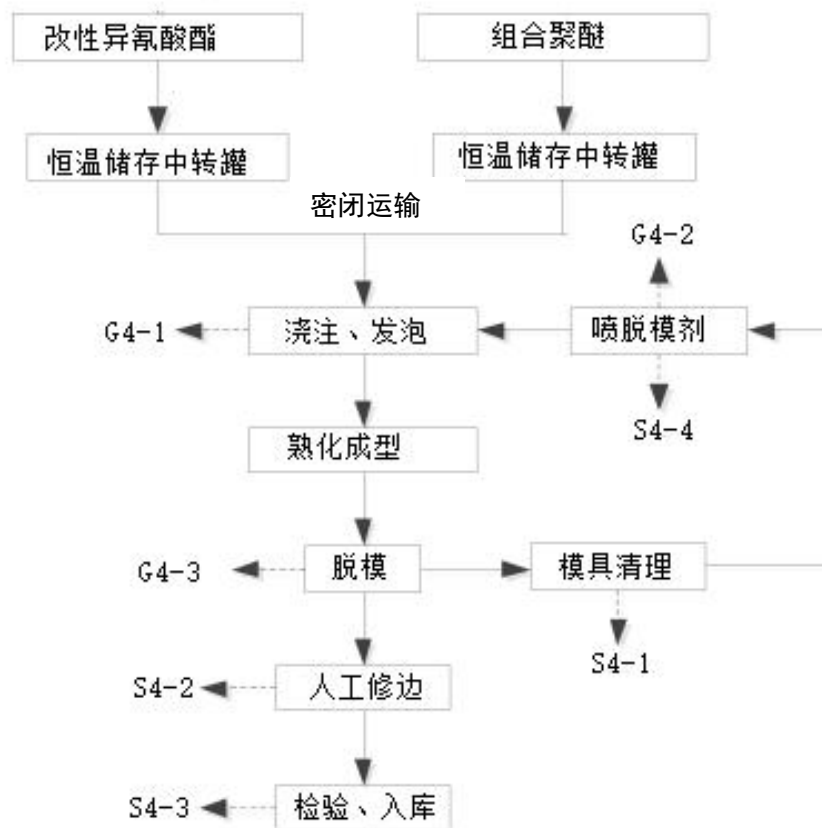 改性异氰酸酯
组合聚醚
恒温储存中转罐
恒温储存中转罐
密闭运输
G4-2
G4-1
浇注、发泡
喷脱模剂
S4-4
熟化成型
G4-3
脱模
模具清理
S4-1
S4-2
人工修边
S4-3
检验、入库